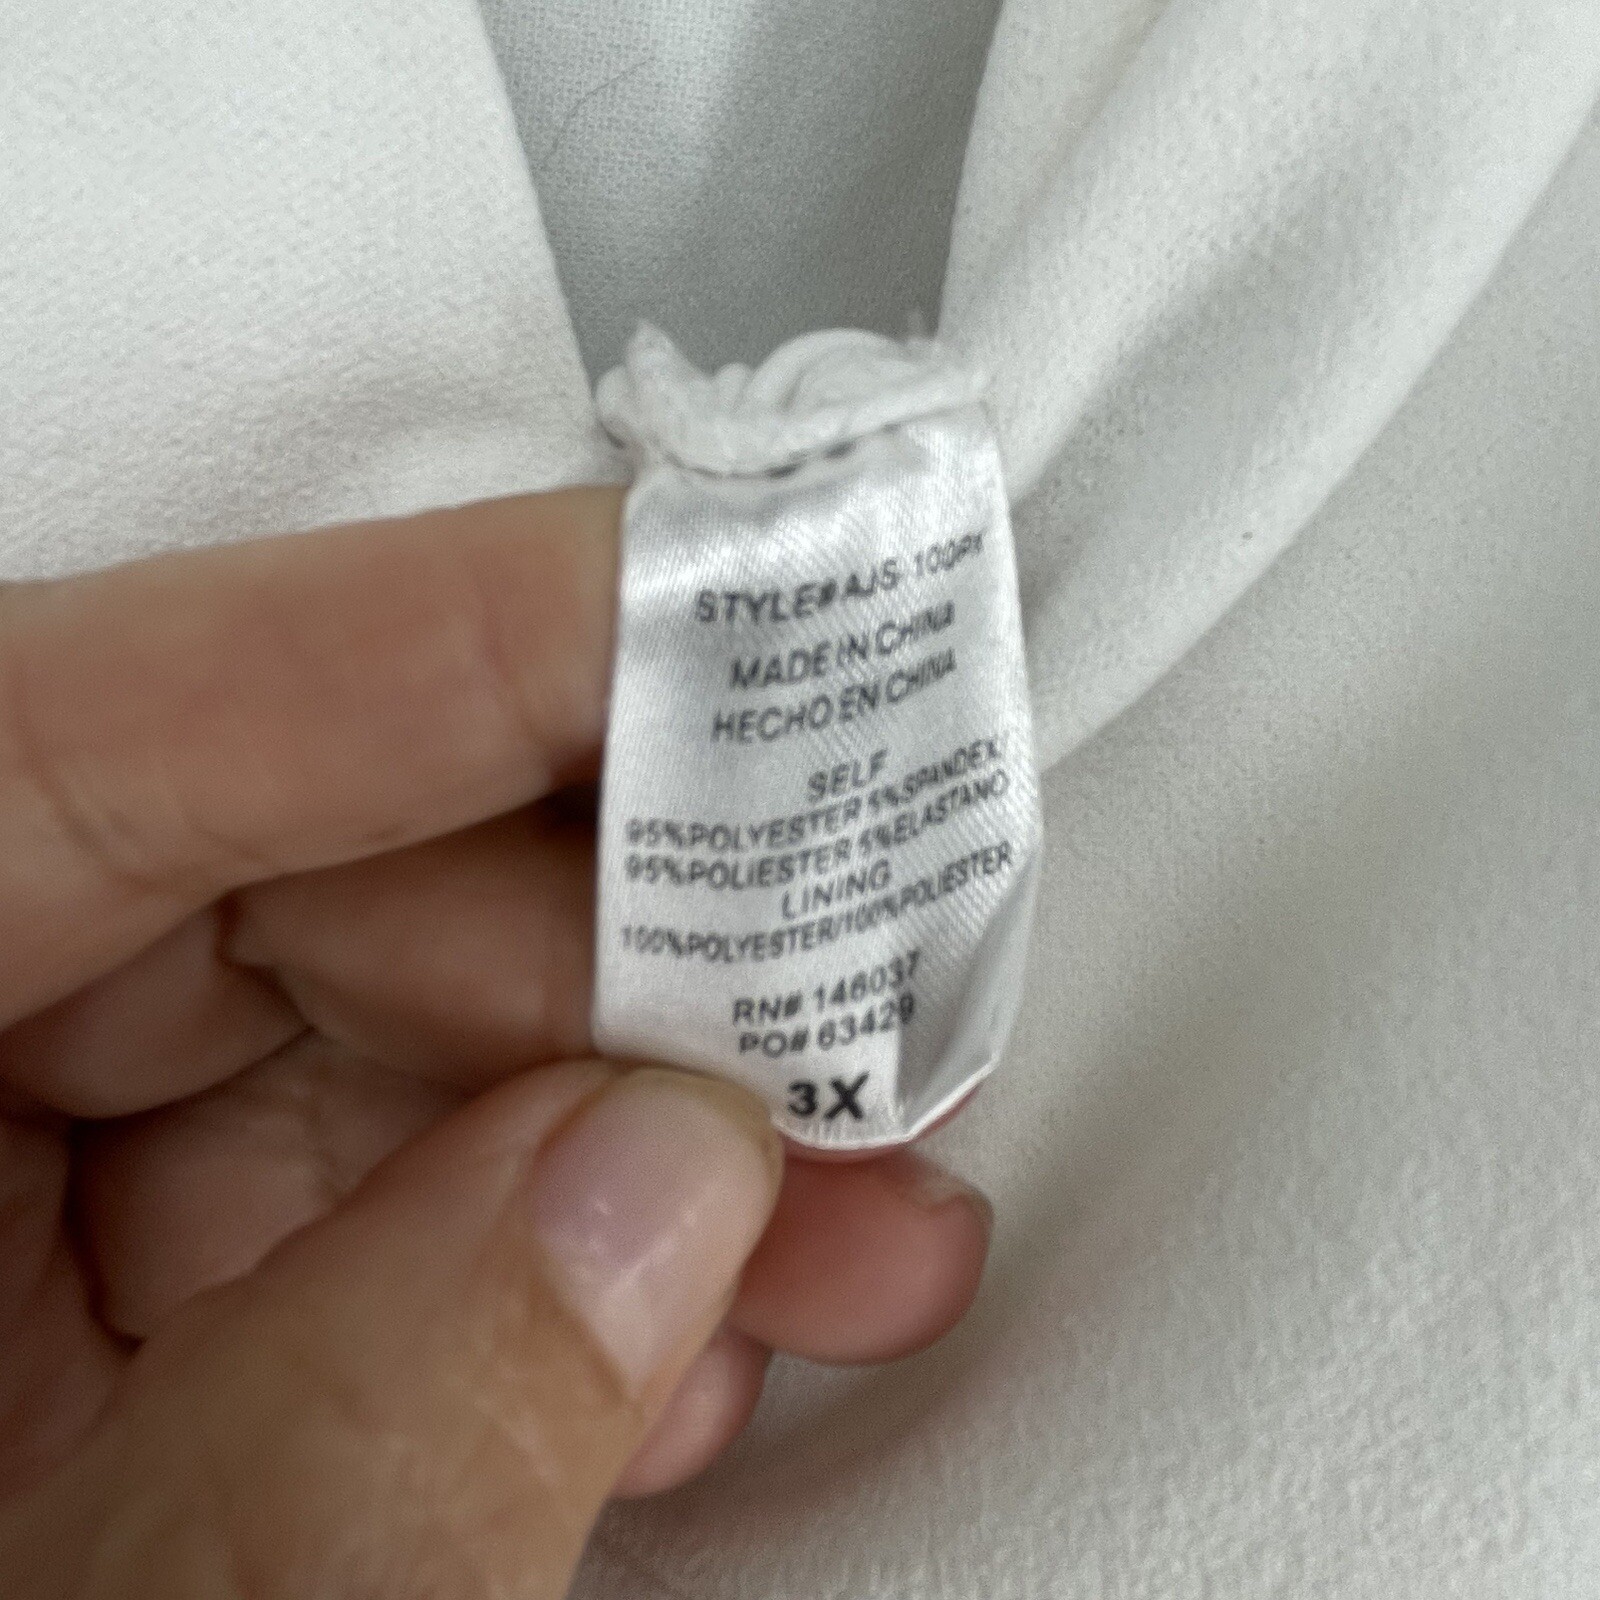 STYLE#AJS-100PX
MADE IN CHINA
HECHO EN CHINA
SELF
95%POLYESTER 5%SPANDEX/
95%POLIESTER 5%ELASTANO
LINING
100%POLYESTER/100%POLIESTER
RN# 146037
PO# 63429
3X